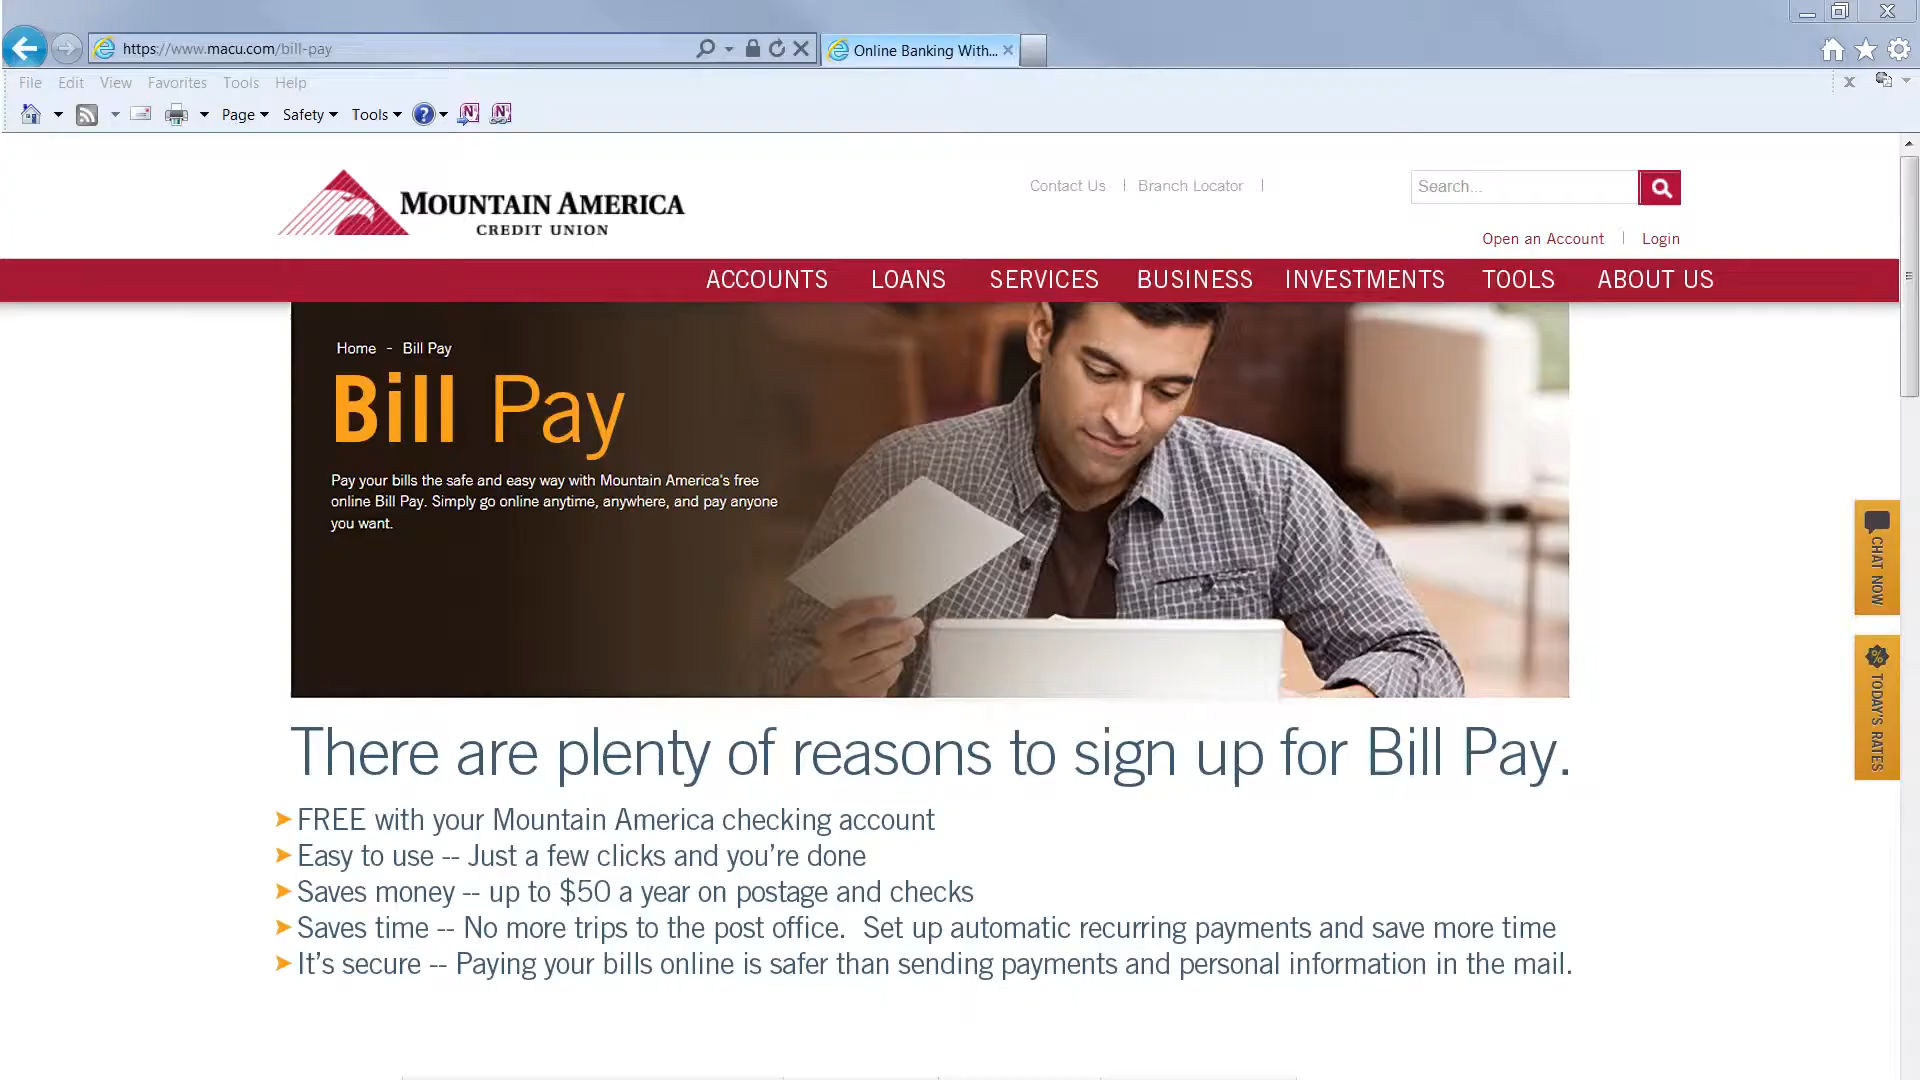 https://www.macu.com/bill-pay
Online Banking With...
File Edit View Favorites Tools Help
Page Safety Tools
MOUNTAIN AMERICA
CREDIT UNION
Contact Us | Branch Locator |
Search...
Open an Account | Login
ACCOUNTS LOANS SERVICES BUSINESS INVESTMENTS TOOLS ABOUT US
Home - Bill Pay
Bill Pay
Pay your bills the safe and easy way with Mountain America's free
online Bill Pay. Simply go online anytime, anywhere, and pay anyone
you want.
CHAT NOW
% TODAY'S RATES
There are plenty of reasons to sign up for Bill Pay.
FREE with your Mountain America checking account
Easy to use -- Just a few clicks and you're done
Saves money -- up to $50 a year on postage and checks
Saves time -- No more trips to the post office. Set up automatic recurring payments and save more time
It's secure -- Paying your bills online is safer than sending payments and personal information in the mail.